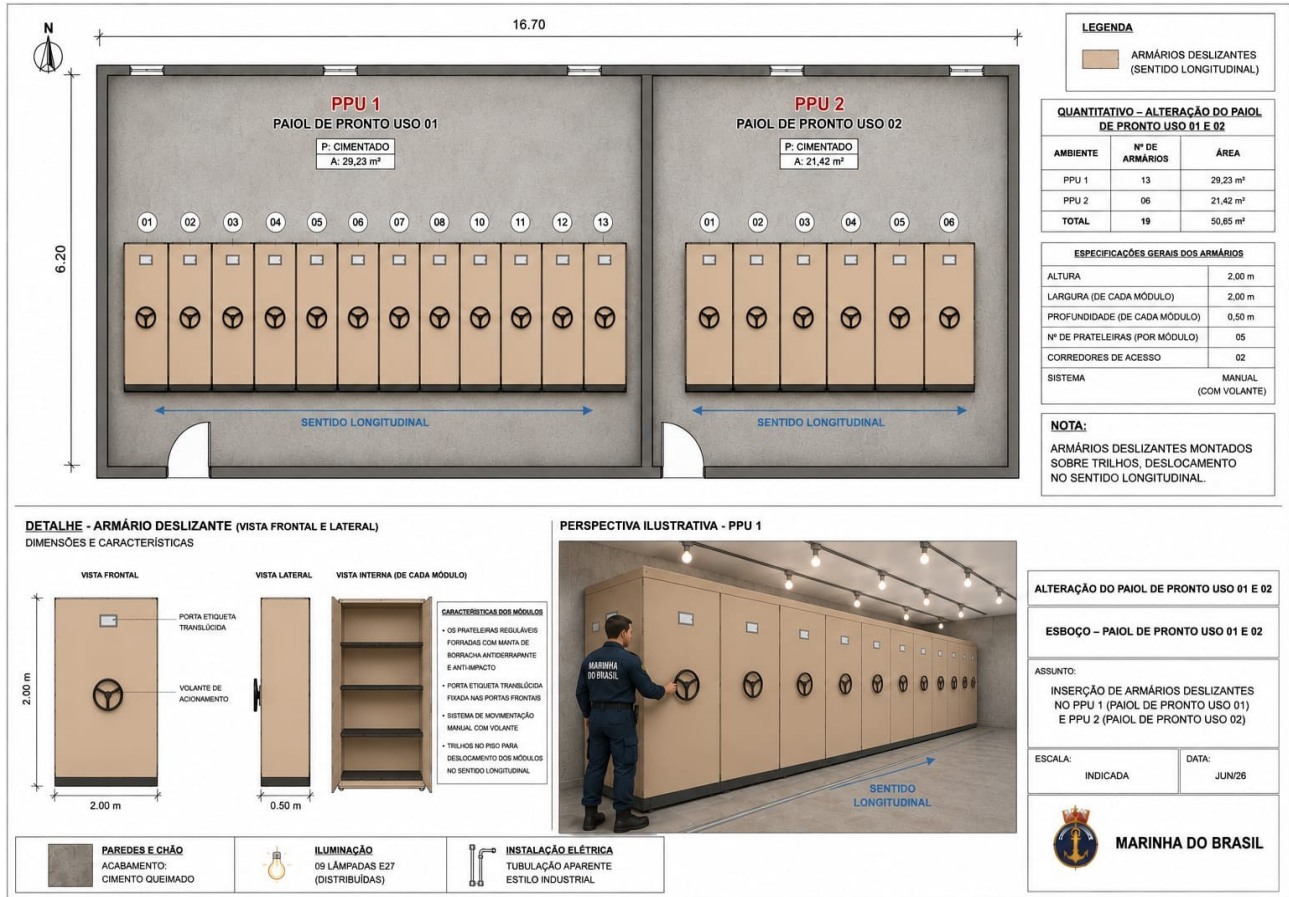 N
16.70
6.20
PPU 1
PAIOL DE PRONTO USO 01
P: CIMENTADO
A: 29,23 m²
01 02 03 04 05 06 07 08 10 11 12 13
SENTIDO LONGITUDINAL
PPU 2
PAIOL DE PRONTO USO 02
P: CIMENTADO
A: 21,42 m²
01 02 03 04 05 06
SENTIDO LONGITUDINAL
LEGENDA
ARMÁRIOS DESLIZANTES
(SENTIDO LONGITUDINAL)
QUANTITATIVO – ALTERAÇÃO DO PAIOL
DE PRONTO USO 01 E 02
AMBIENTE Nº DE ARMÁRIOS ÁREA
PPU 1 13 29,23 m²
PPU 2 06 21,42 m²
TOTAL 19 50,65 m²
ESPECIFICAÇÕES GERAIS DOS ARMÁRIOS
ALTURA 2,00 m
LARGURA (DE CADA MÓDULO) 2,00 m
PROFUNDIDADE (DE CADA MÓDULO) 0,50 m
Nº DE PRATELEIRAS (POR MÓDULO) 05
CORREDORES DE ACESSO 02
SISTEMA MANUAL
(COM VOLANTE)
NOTA:
ARMÁRIOS DESLIZANTES MONTADOS
SOBRE TRILHOS, DESLOCAMENTO
NO SENTIDO LONGITUDINAL.
DETALHE - ARMÁRIO DESLIZANTE (VISTA FRONTAL E LATERAL)
DIMENSÕES E CARACTERÍSTICAS
VISTA FRONTAL
VISTA LATERAL
VISTA INTERNA (DE CADA MÓDULO)
2.00 m
PORTA ETIQUETA
TRANSLÚCIDA
VOLANTE DE
ACIONAMENTO
2.00 m
0.50 m
CARACTERÍSTICAS DOS MÓDULOS
• OS PRATELEIRAS REGULÁVEIS
FORRADAS COM MANTA DE
BORRACHA ANTIDERRAPANTE
E ANTI-IMPACTO
• PORTA ETIQUETA TRANSLÚCIDA
FIXADA NAS PORTAS FRONTAIS
• SISTEMA DE MOVIMENTAÇÃO
MANUAL COM VOLANTE
• TRILHOS NO PISO PARA
DESLOCAMENTO DOS MÓDULOS
NO SENTIDO LONGITUDINAL
PERSPECTIVA ILUSTRATIVA - PPU 1
MARINHA
DO BRASIL
SENTIDO
LONGITUDINAL
PAREDES E CHÃO
ACABAMENTO:
CIMENTO QUEIMADO
ILUMINAÇÃO
09 LÂMPADAS E27
(DISTRIBUÍDAS)
INSTALAÇÃO ELÉTRICA
TUBULAÇÃO APARENTE
ESTILO INDUSTRIAL
ALTERAÇÃO DO PAIOL DE PRONTO USO 01 E 02
ESBOÇO – PAIOL DE PRONTO USO 01 E 02
ASSUNTO:
INSERÇÃO DE ARMÁRIOS DESLIZANTES
NO PPU 1 (PAIOL DE PRONTO USO 01)
E PPU 2 (PAIOL DE PRONTO USO 02)
ESCALA:
INDICADA
DATA:
JUN/26
MARINHA DO BRASIL